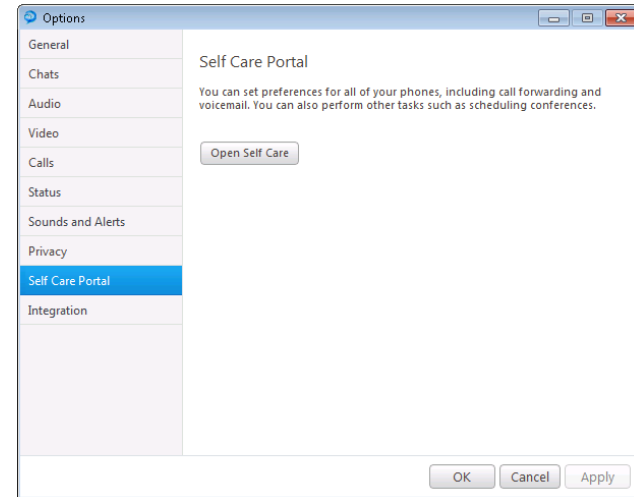 Options
General
Chats
Audio
Video
Calls
Status
Sounds and Alerts
Privacy
Self Care Portal
Integration
Self Care Portal
You can set preferences for all of your phones, including call forwarding and
voicemail. You can also perform other tasks such as scheduling conferences.
Open Self Care
OK Cancel Apply